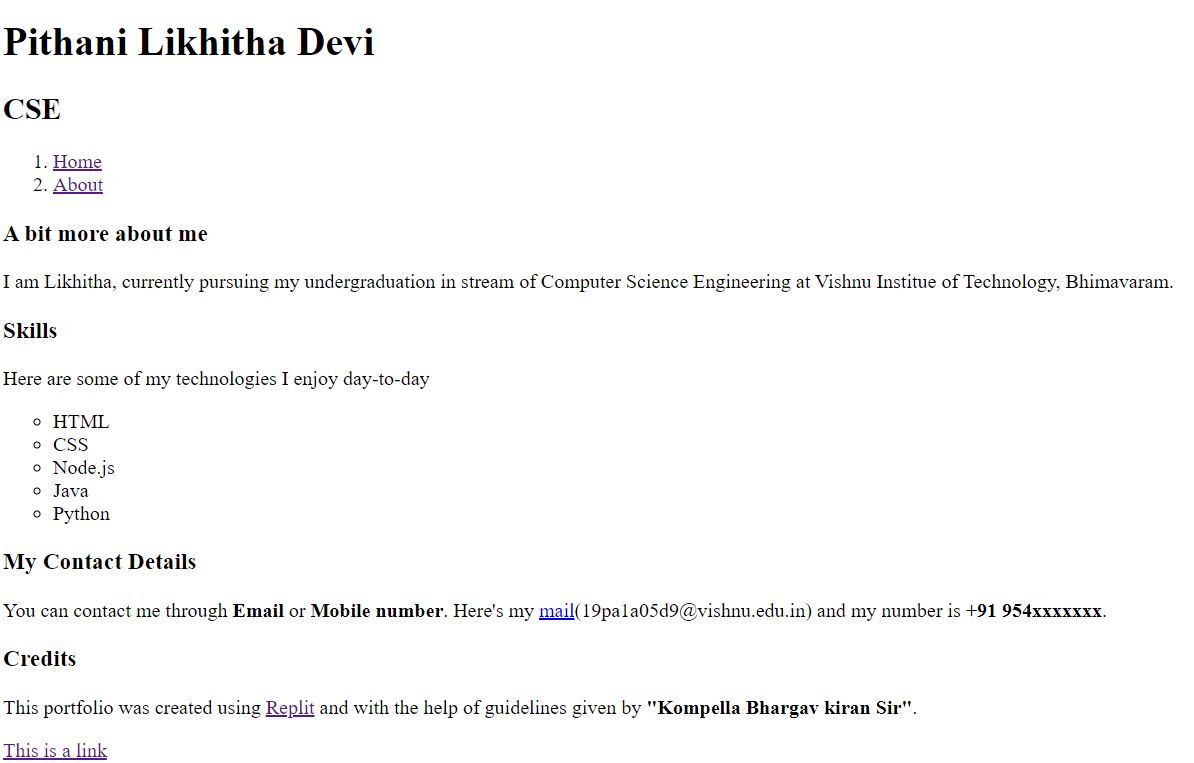 Pithani Likhitha Devi
CSE
1. Home
2. About
A bit more about me
I am Likhitha, currently pursuing my undergraduation in stream of Computer Science Engineering at Vishnu Institue of Technology, Bhimavaram.
Skills
Here are some of my technologies I enjoy day-to-day
HTML
CSS
Node.js
Java
Python
My Contact Details
You can contact me through Email or Mobile number. Here's my mail(19pa1a05d9@vishnu.edu.in) and my number is +91 954xxxxxxx.
Credits
This portfolio was created using Replit and with the help of guidelines given by "Kompella Bhargav kiran Sir".
This is a link